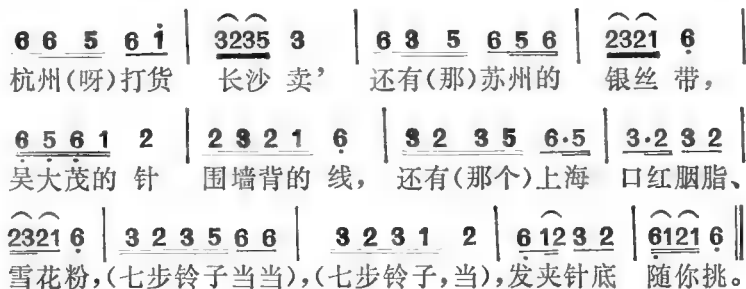 6 6 5 6 i | 3235 3 | 6 3 5 6 5 6 | 2321 6 |
杭州(呀)打货 长沙 卖’ 还有(那)苏州的 银丝 带,
6 5 6 1 2 | 2 3 2 1 6 | 3 2 3 5 6·5 | 3·2 3 2 |
吴大茂的 针 围墙背的 线, 还有(那个)上海 口红胭脂、
2321 6 | 3 2 3 5 6 6 | 3 2 3 1 2 | 6 12 3 2 | 6121 6 ‖
雪花粉,(七步铃子当当),(七步铃子,当),发夹针底 随你挑。